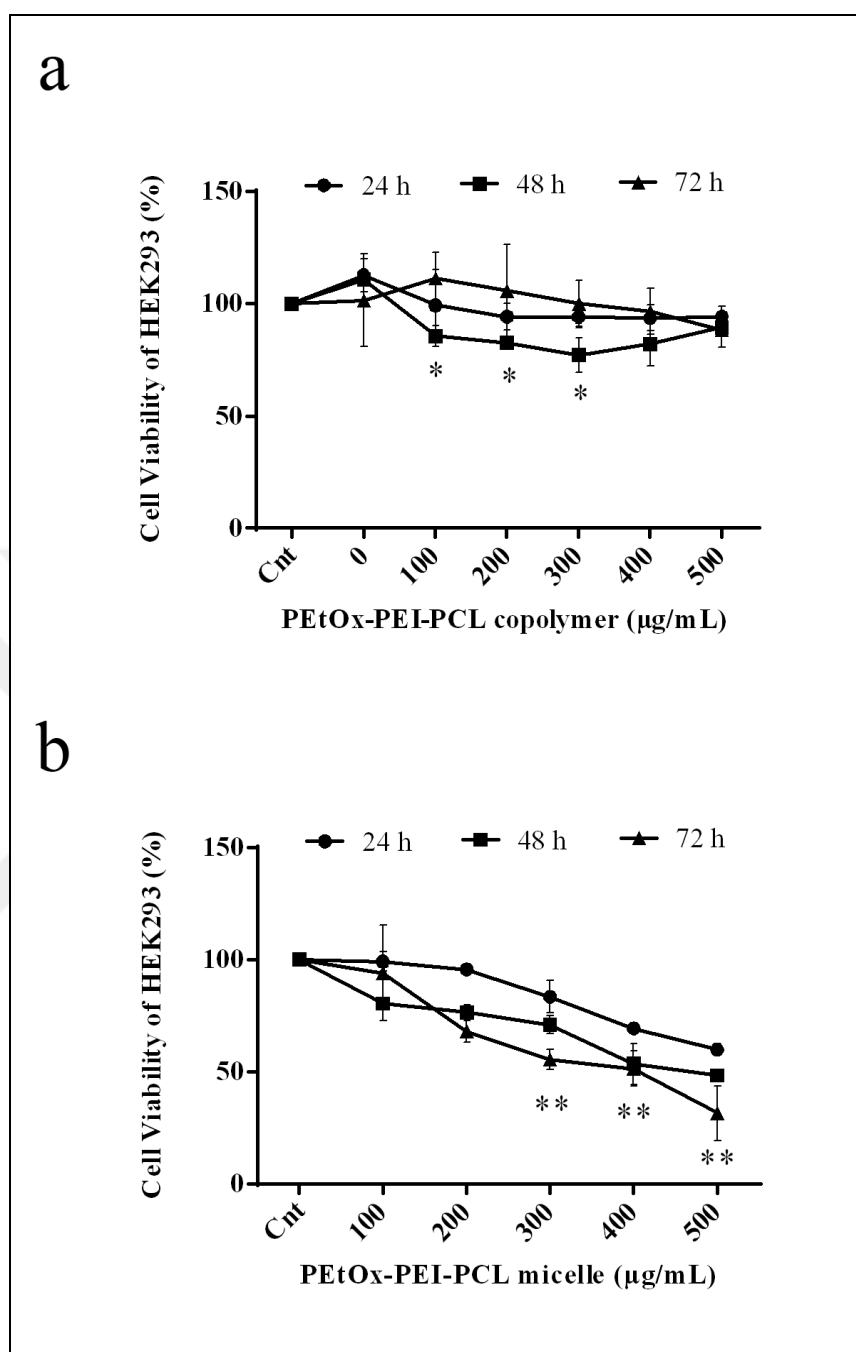 a
24 h 48 h 72 h
Cell Viability of HEK293 (%)
150
100
50
0
* * *
Cnt 0 100 200 300 400 500
PEtOx-PEI-PCL copolymer (µg/mL)
b
24 h 48 h 72 h
Cell Viability of HEK293 (%)
150
100
50
0
** ** **
Cnt 100 200 300 400 500
PEtOx-PEI-PCL micelle (µg/mL)